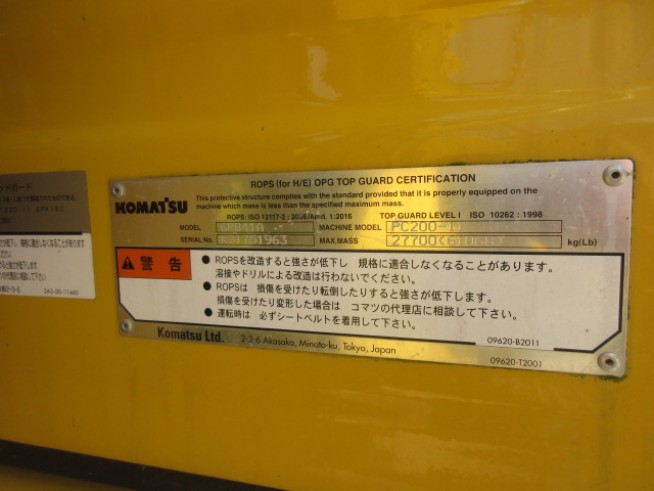 ROPS (for H/E) OPG TOP GUARD CERTIFICATION
KOMATSU
This protective structure complies with the standard provided that it is properly equipped on the
machine which mass is less than the specified maximum mass.
ROPS: ISO 12117-2 : 2008/Amd. 1:2016 TOP GUARD LEVEL I ISO 10262 : 1998
MODEL MACHINE MODEL PC200-
SERIAL No. MAX.MASS 27700 kg(Lb)
警告
● ROPSを改造すると強さが低下し 規格に適合しなくなることがあります。
溶接やドリルによる改造は行わないでください。
● ROPSは 損傷を受けたり転倒したりすると強さが低下します。
損傷を受けたり変形した場合は コマツの代理店に相談して下さい。
● 運転時は 必ずシートベルトを着用して下さい。
09620-B2011
Komatsu Ltd. 2-3-6 Akasaka, Minato-ku, Tokyo, Japan
09620-T2001